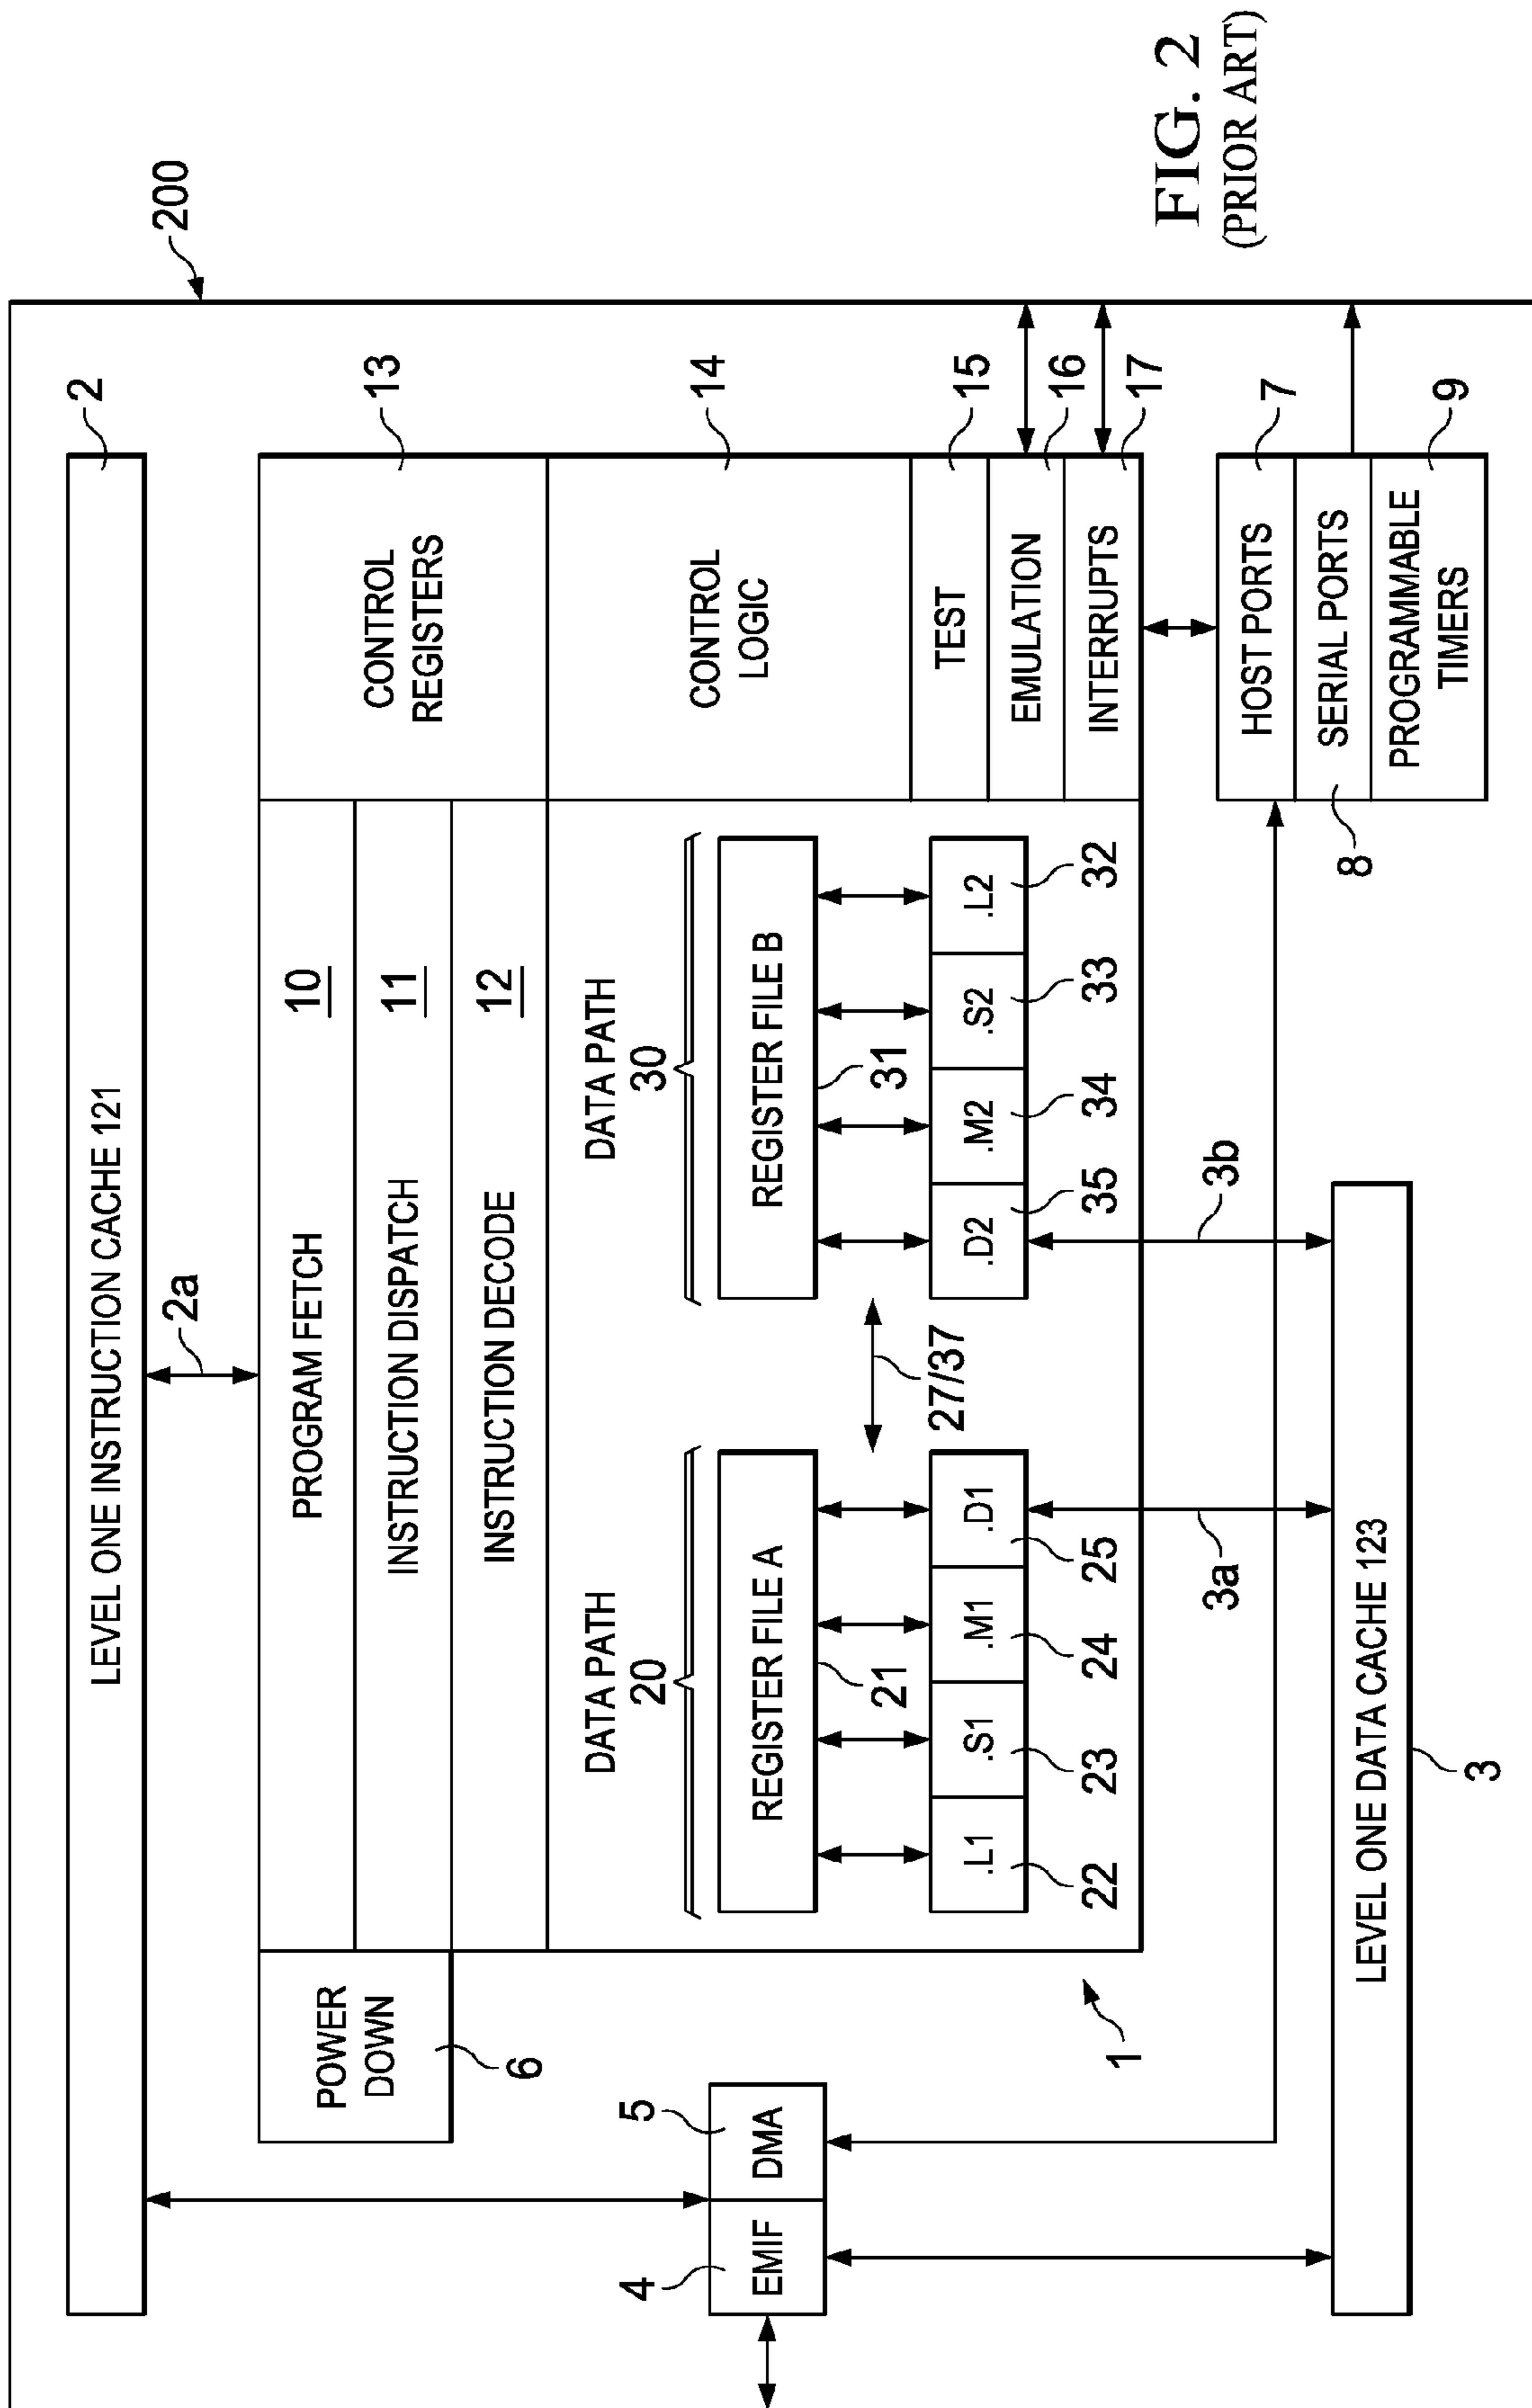 200
2
LEVEL ONE INSTRUCTION CACHE 121
2a
POWER
DOWN
6
PROGRAM FETCH
10
INSTRUCTION DISPATCH
11
INSTRUCTION DECODE
12
CONTROL
REGISTERS
13
DATA PATH
20
DATA PATH
30
CONTROL
LOGIC
14
REGISTER FILE A
21
REGISTER FILE B
31
27/37
.L1
.S1
.M1
.D1
.D2
.M2
.S2
.L2
22
23
24
25
35
34
33
32
TEST
15
EMULATION
16
INTERRUPTS
17
4
5
EMIF
DMA
1
3a
3b
HOST PORTS
7
SERIAL PORTS
8
PROGRAMMABLE
TIMERS
9
LEVEL ONE DATA CACHE 123
3
FIG. 2
(PRIOR ART)